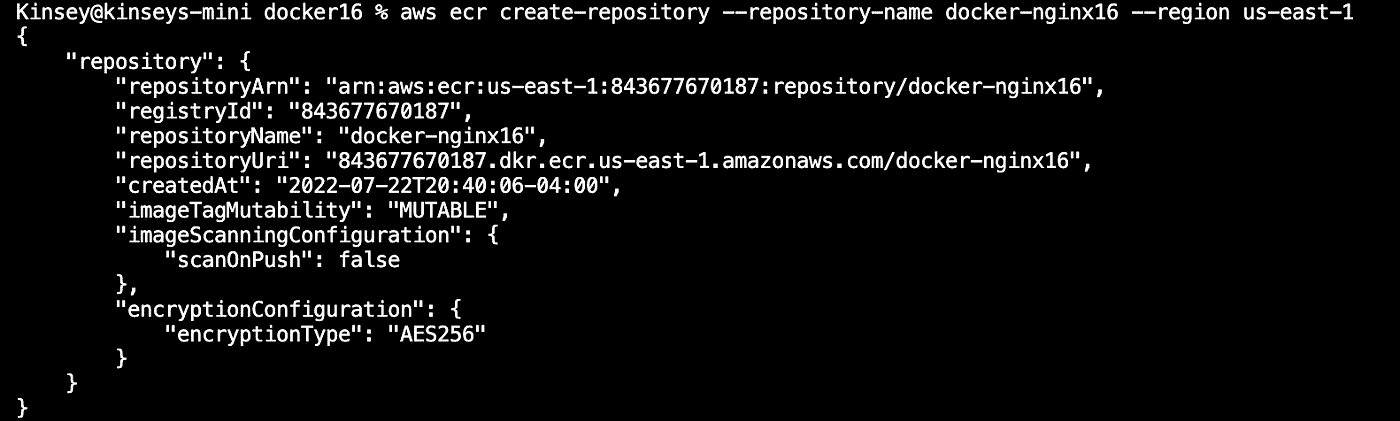 Kinsey@kinseys-mini docker16 % aws ecr create-repository --repository-name docker-nginx16 --region us-east-1
{
    "repository": {
        "repositoryArn": "arn:aws:ecr:us-east-1:843677670187:repository/docker-nginx16",
        "registryId": "843677670187",
        "repositoryName": "docker-nginx16",
        "repositoryUri": "843677670187.dkr.ecr.us-east-1.amazonaws.com/docker-nginx16",
        "createdAt": "2022-07-22T20:40:06-04:00",
        "imageTagMutability": "MUTABLE",
        "imageScanningConfiguration": {
            "scanOnPush": false
        },
        "encryptionConfiguration": {
            "encryptionType": "AES256"
        }
    }
}